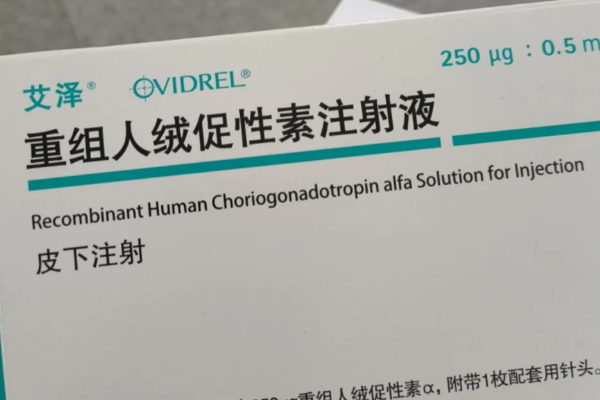 艾泽® OVIDREL® 250 μg : 0.5 m
重组人绒促性素注射液
Recombinant Human Choriogonadotropin alfa Solution for Injection
皮下注射
重组人绒促性素α, 附带1枚配套用针头。